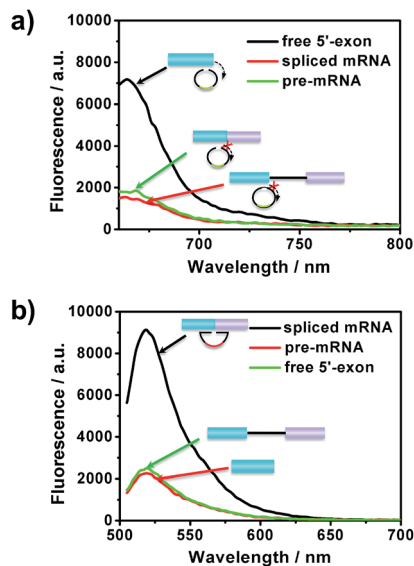 a)
10000
8000
6000
4000
2000
0
Fluorescence / a.u.
free 5'-exon
spliced mRNA
pre-mRNA
700
750
800
Wavelength / nm
b)
10000
8000
6000
4000
2000
0
Fluorescence / a.u.
spliced mRNA
pre-mRNA
free 5'-exon
500
550
600
650
700
Wavelength / nm